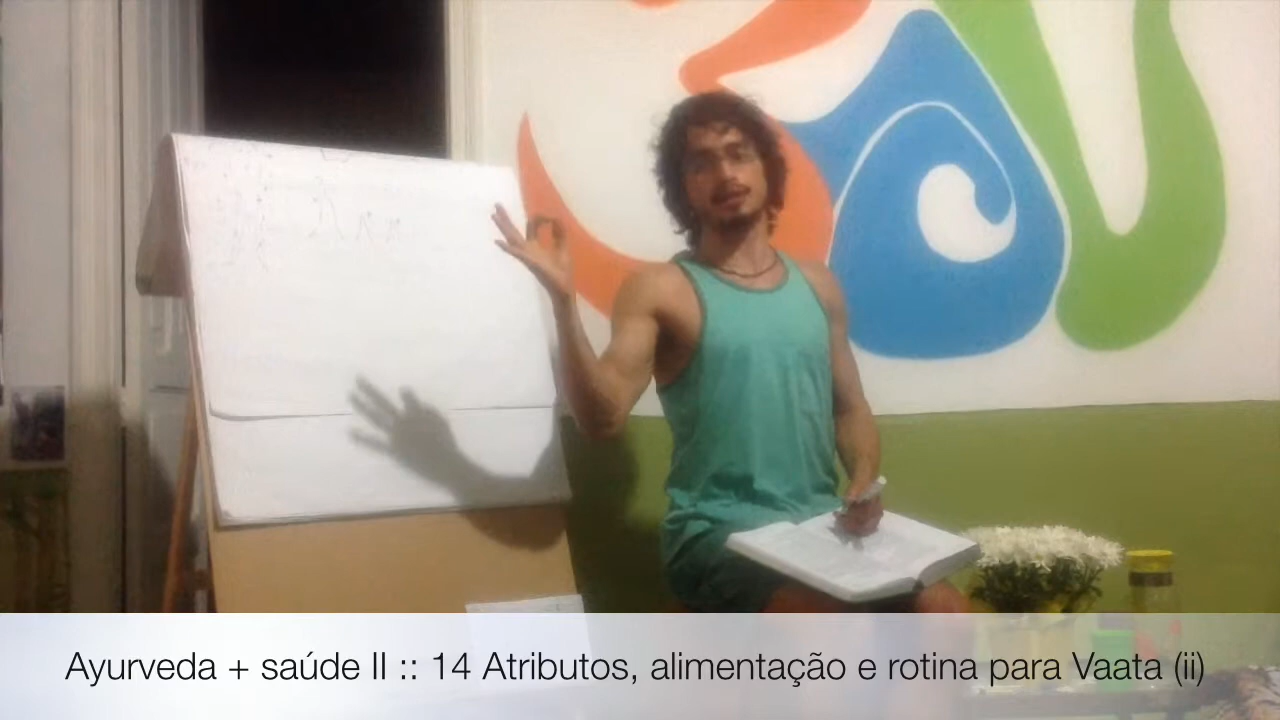 Ayurveda + saúde II :: 14 Atributos, alimentação e rotina para Vaata (ii)